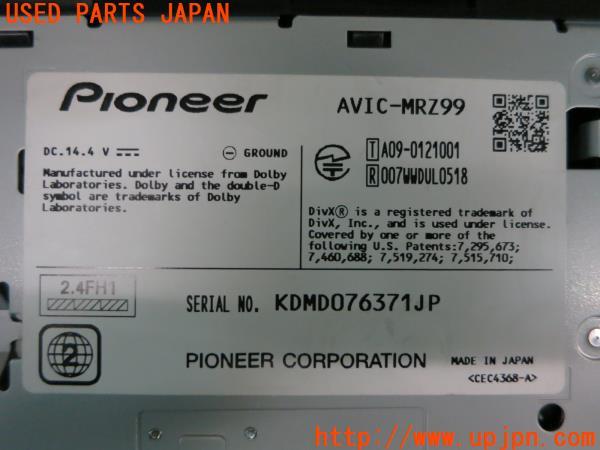 USED PARTS JAPAN
Pioneer
AVIC-MRZ99
DC.14.4 V
GROUND
T A09-0121001
R 007WWDUL0518
Manufactured under license from Dolby
Laboratories. Dolby and the double-D
symbol are trademarks of Dolby
Laboratories.
DivX® is a registered trademark of
DivX, Inc., and is used under license.
Covered by one or more of the
following U.S. Patents:7,295,673;
7,460,688; 7,519,274; 7,515,710;
2.4FH1
SERIAL NO. KDMD076371JP
2
PIONEER CORPORATION
MADE IN JAPAN
<CEC4368-A>
http://www.upjpn.com